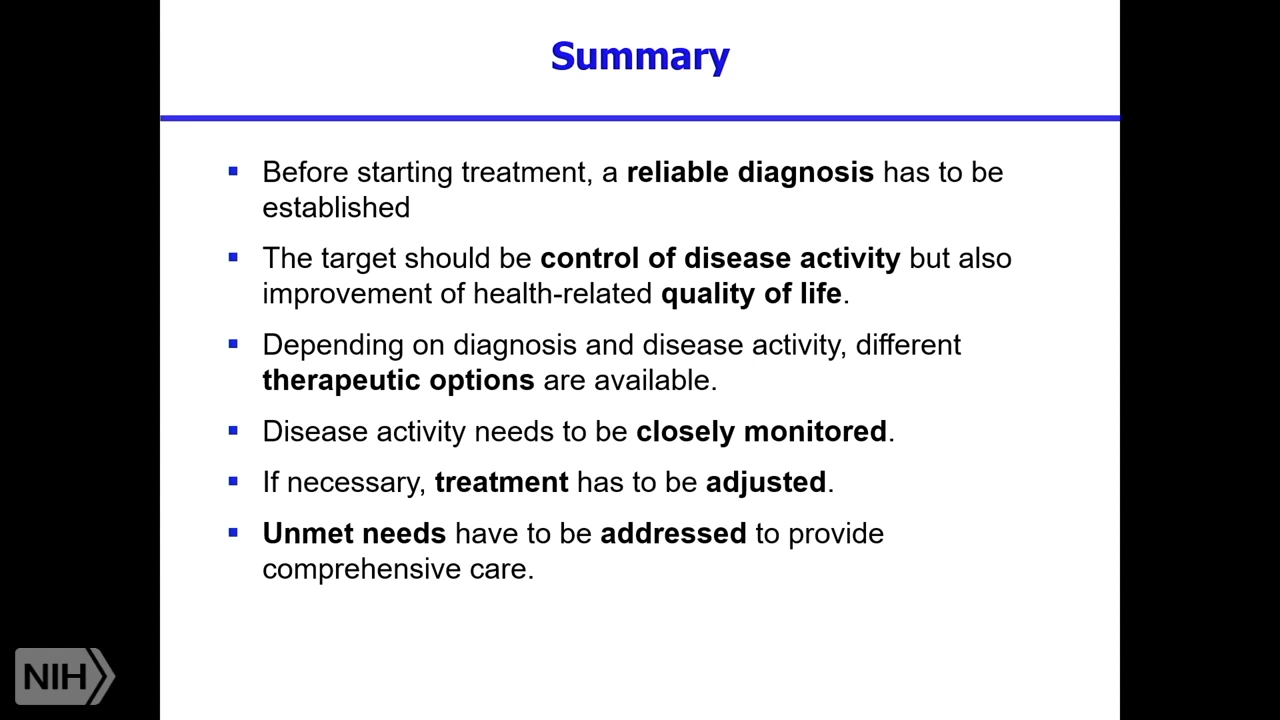 Summary
Before starting treatment, a reliable diagnosis has to be
established
The target should be control of disease activity but also
improvement of health-related quality of life.
Depending on diagnosis and disease activity, different
therapeutic options are available.
Disease activity needs to be closely monitored.
If necessary, treatment has to be adjusted.
Unmet needs have to be addressed to provide
comprehensive care.
NIH